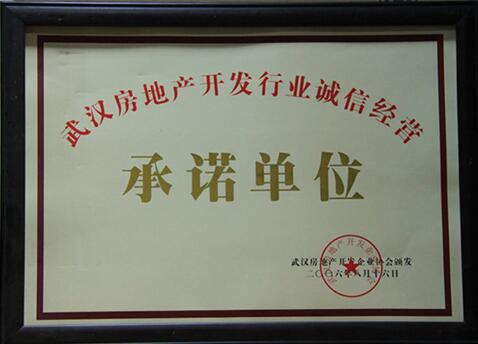 武汉房地产开发行业诚信经营
承诺单位
武汉房地产开发企业协会颁发
二〇〇六年八月十六日